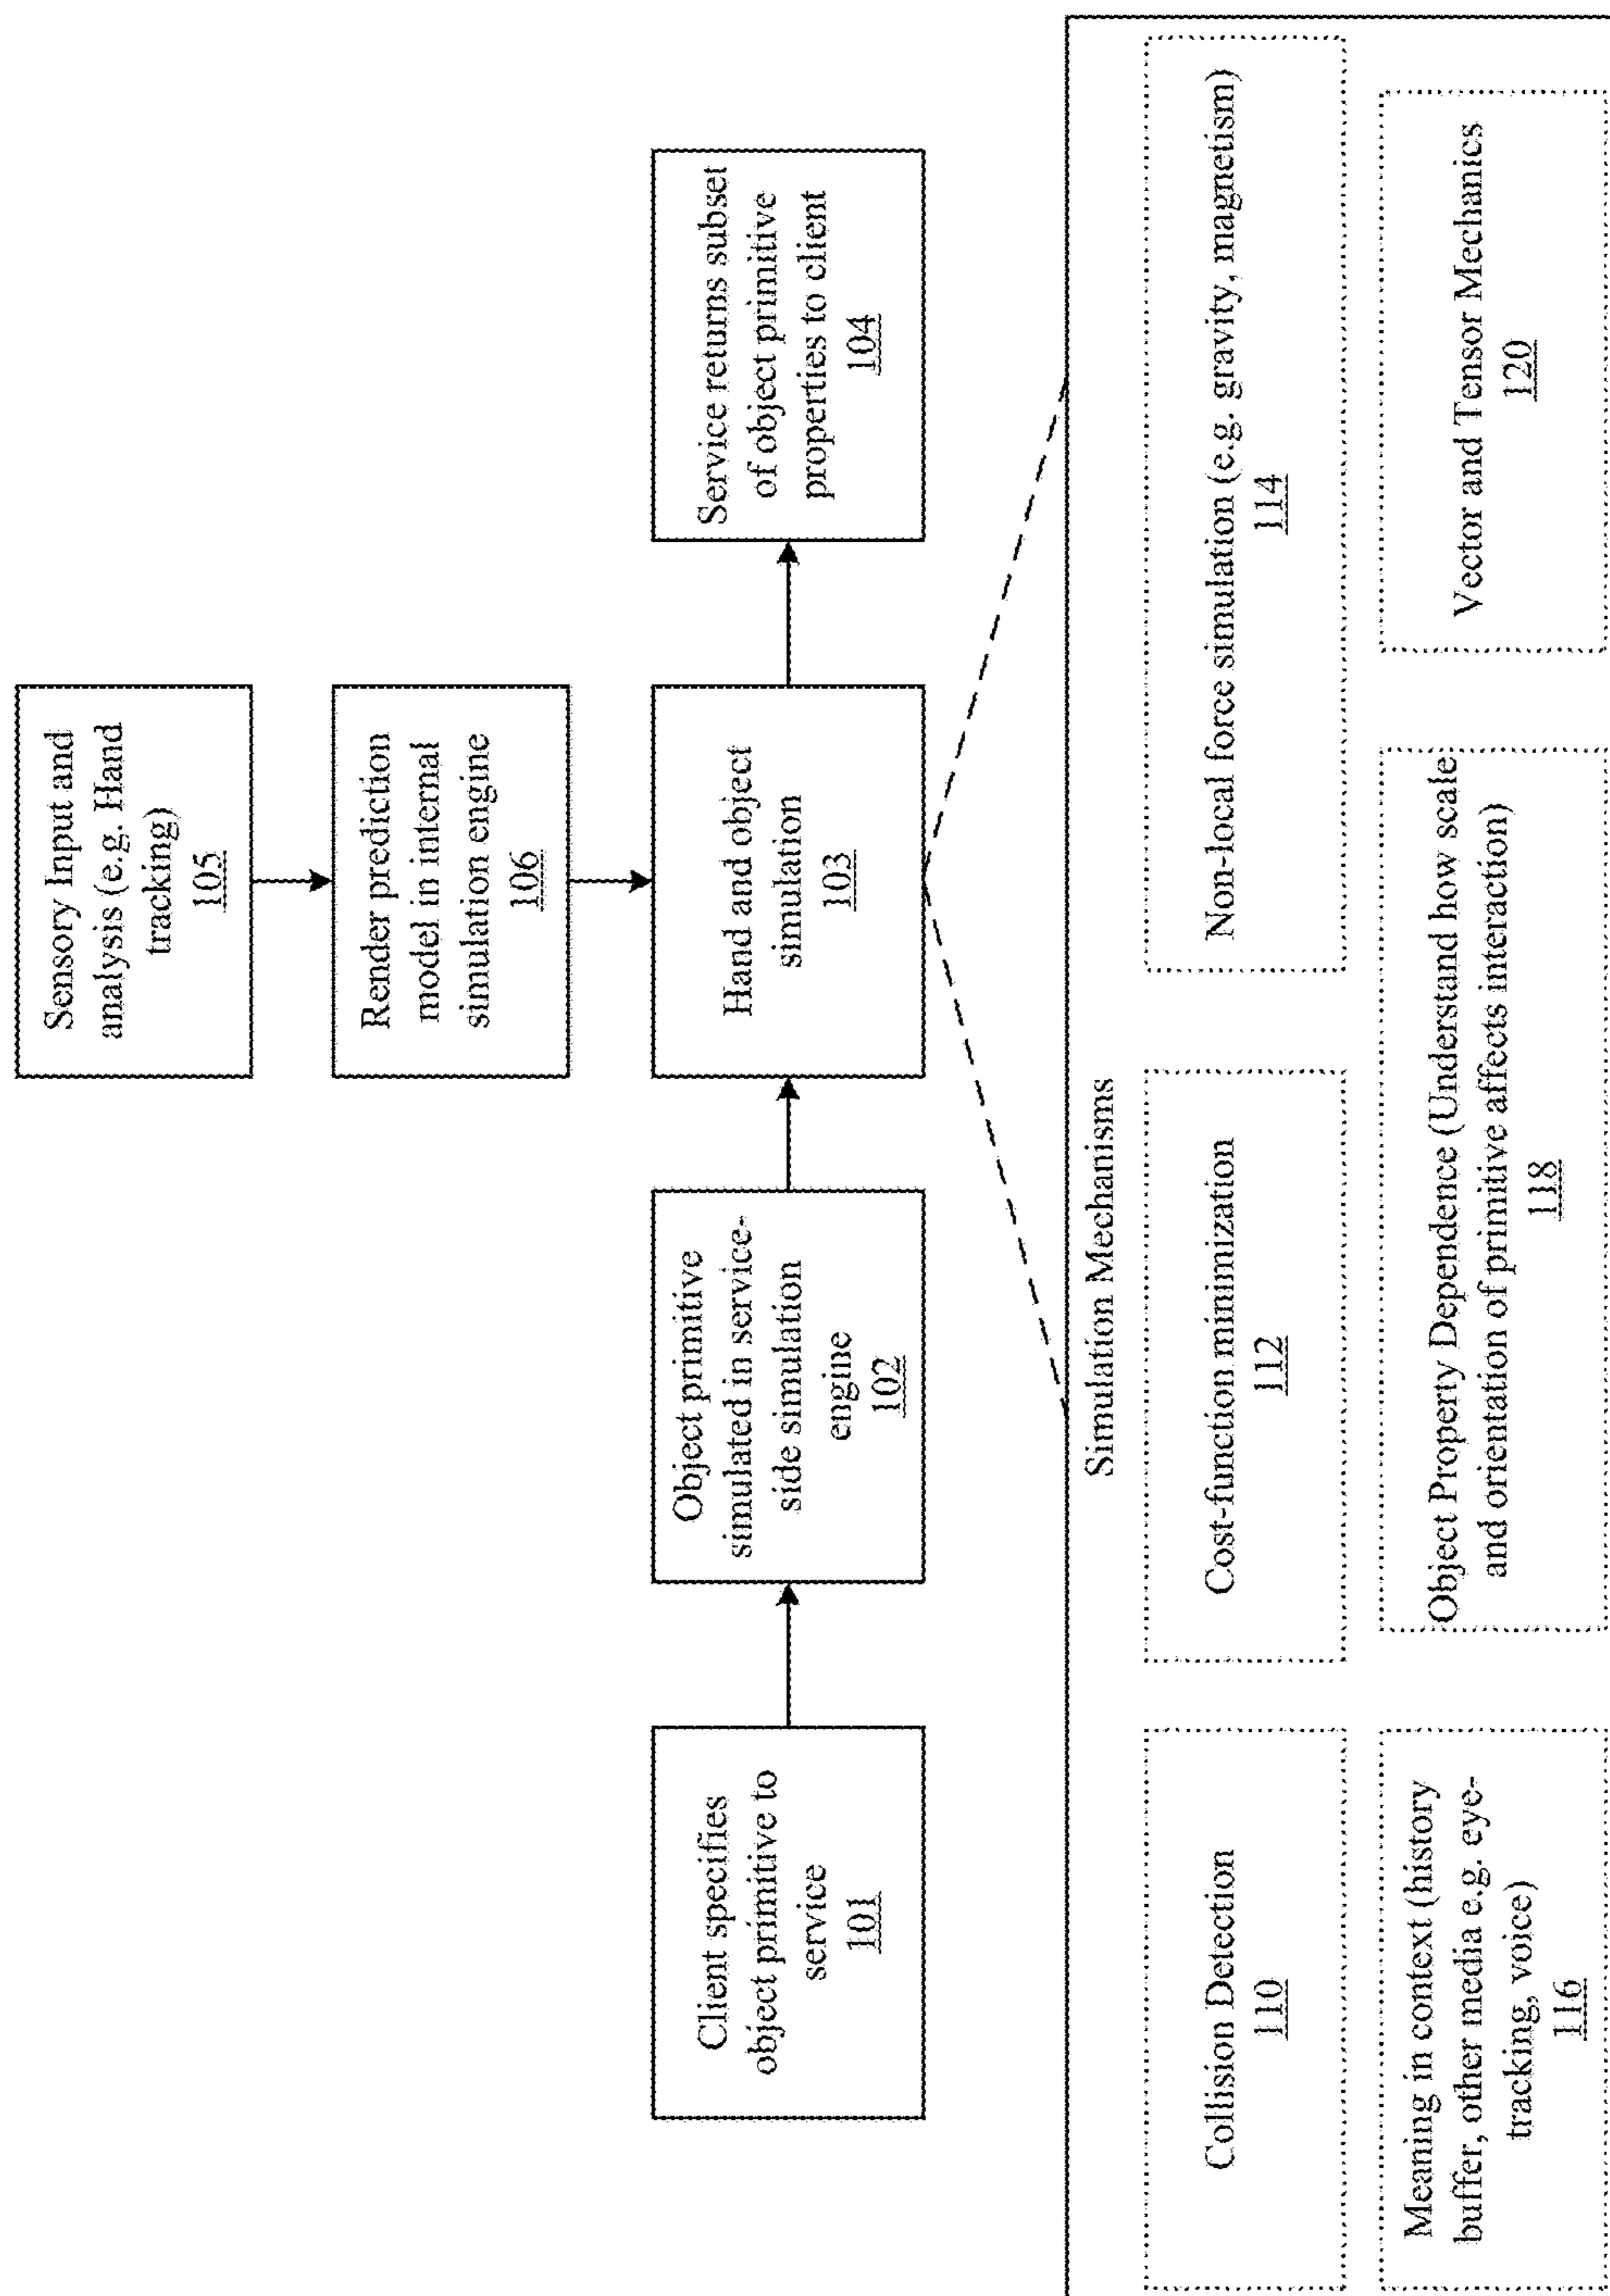 Sensory Input and
analysis (e.g. Hand
tracking)
105
Render prediction
model in internal
simulation engine
106
Client specifies
object primitive to
service
101
Object primitive
simulated in service-
side simulation
engine
102
Hand and object
simulation
103
Service returns subset
of object primitive
properties to client
104
Simulation Mechanisms
Collision Detection
110
Cost-function minimization
112
Non-local force simulation (e.g. gravity, magnetism)
114
Meaning in context (history
buffer, other media e.g. eye-
tracking, voice)
116
Object Property Dependence (Understand how scale
and orientation of primitive affects interaction)
118
Vector and Tensor Mechanics
120